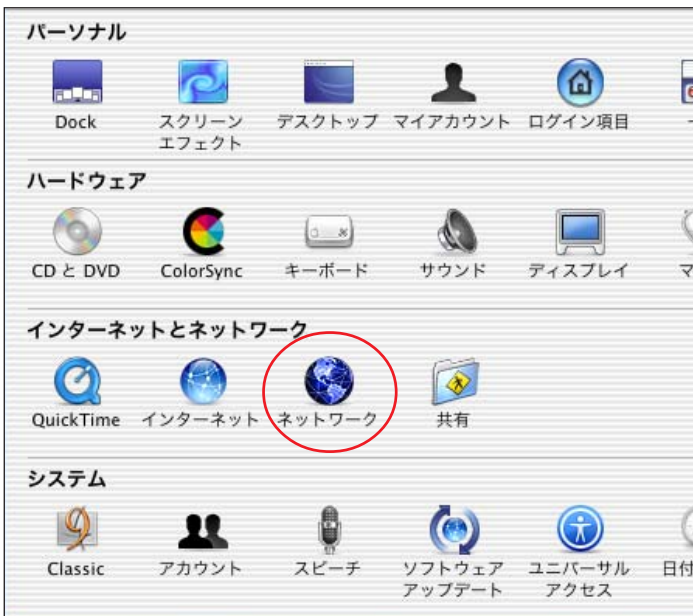 パーソナル
Dock
スクリーン
エフェクト
デスクトップ
マイアカウント
ログイン項目
ハードウェア
CD と DVD
ColorSync
キーボード
サウンド
ディスプレイ
マ
インターネットとネットワーク
QuickTime
インターネット
ネットワーク
共有
システム
Classic
アカウント
スピーチ
ソフトウェア
アップデート
ユニバーサル
アクセス
日付